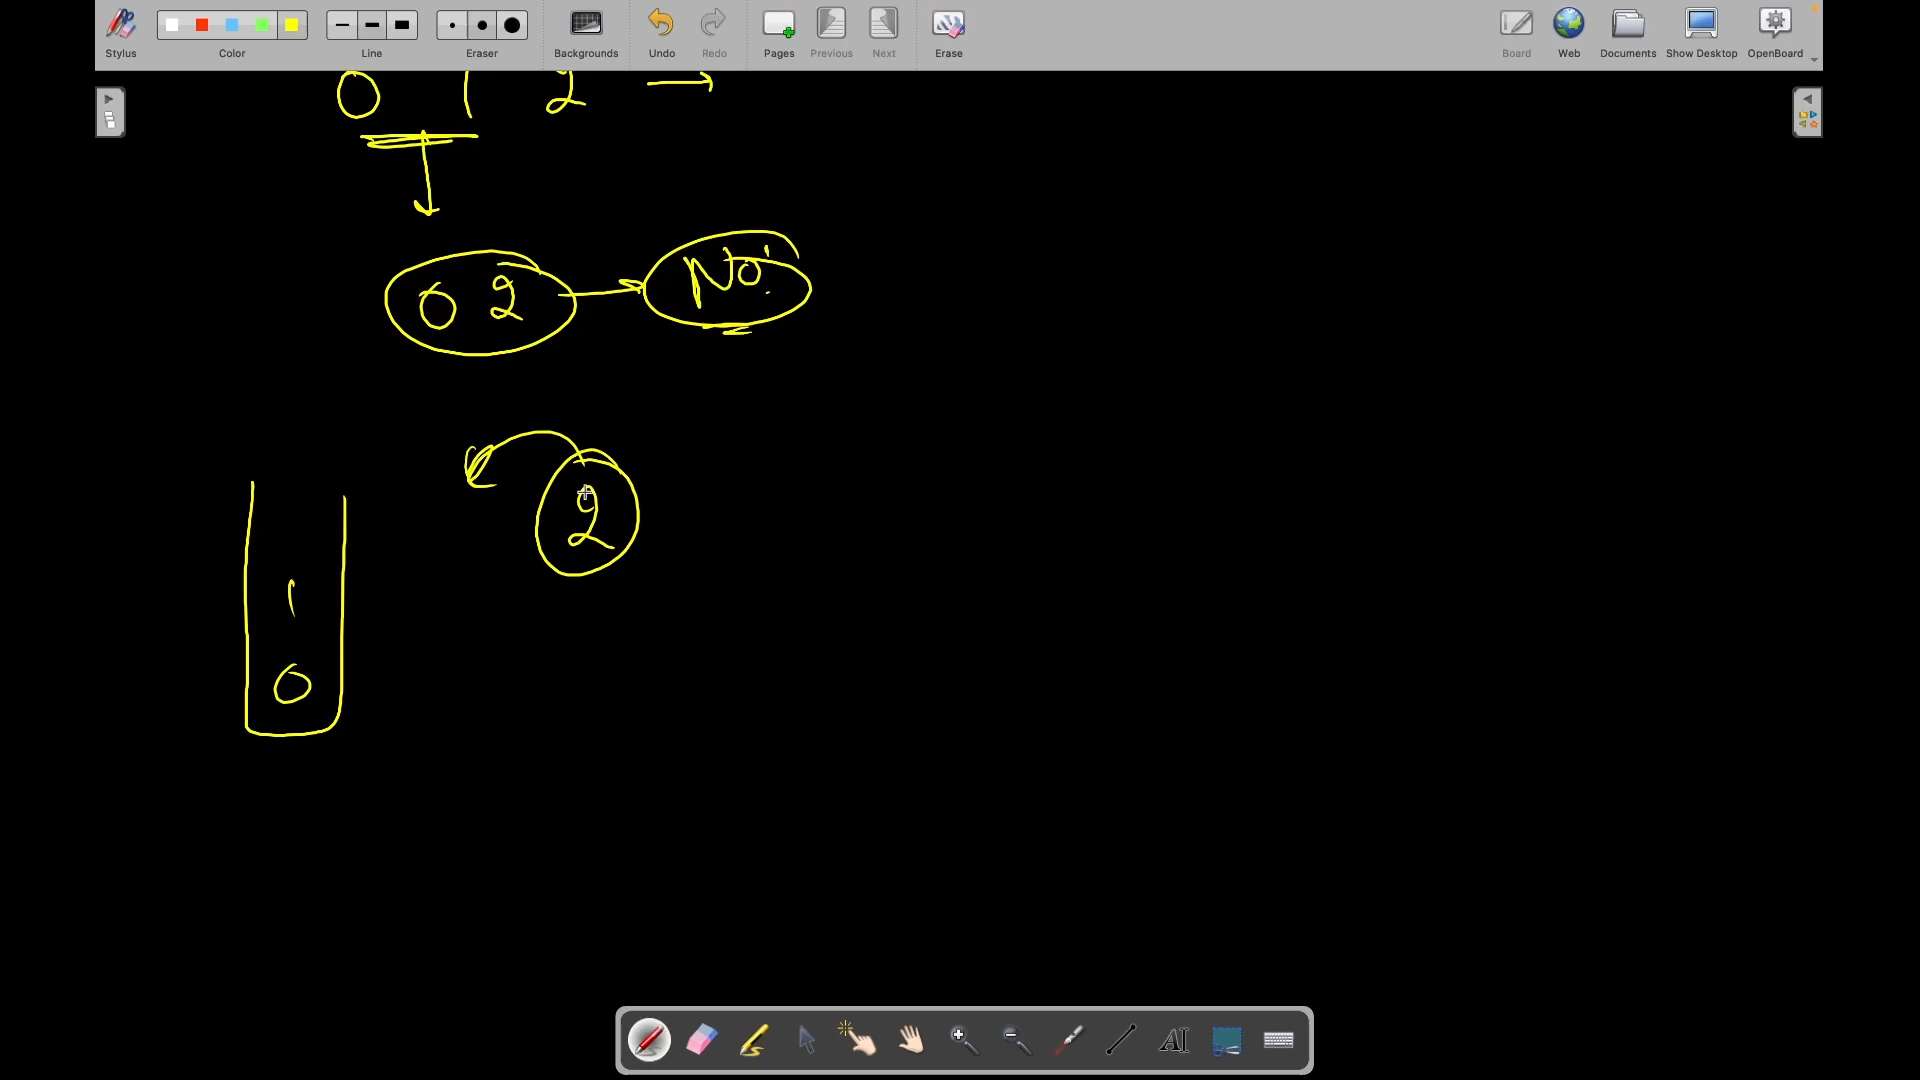 Stylus Color Line Eraser Backgrounds Undo Redo Pages Previous Next Erase Board Web Documents Show Desktop OpenBoard
0 1 2 →
0 2 → No!
2
1
0
AI